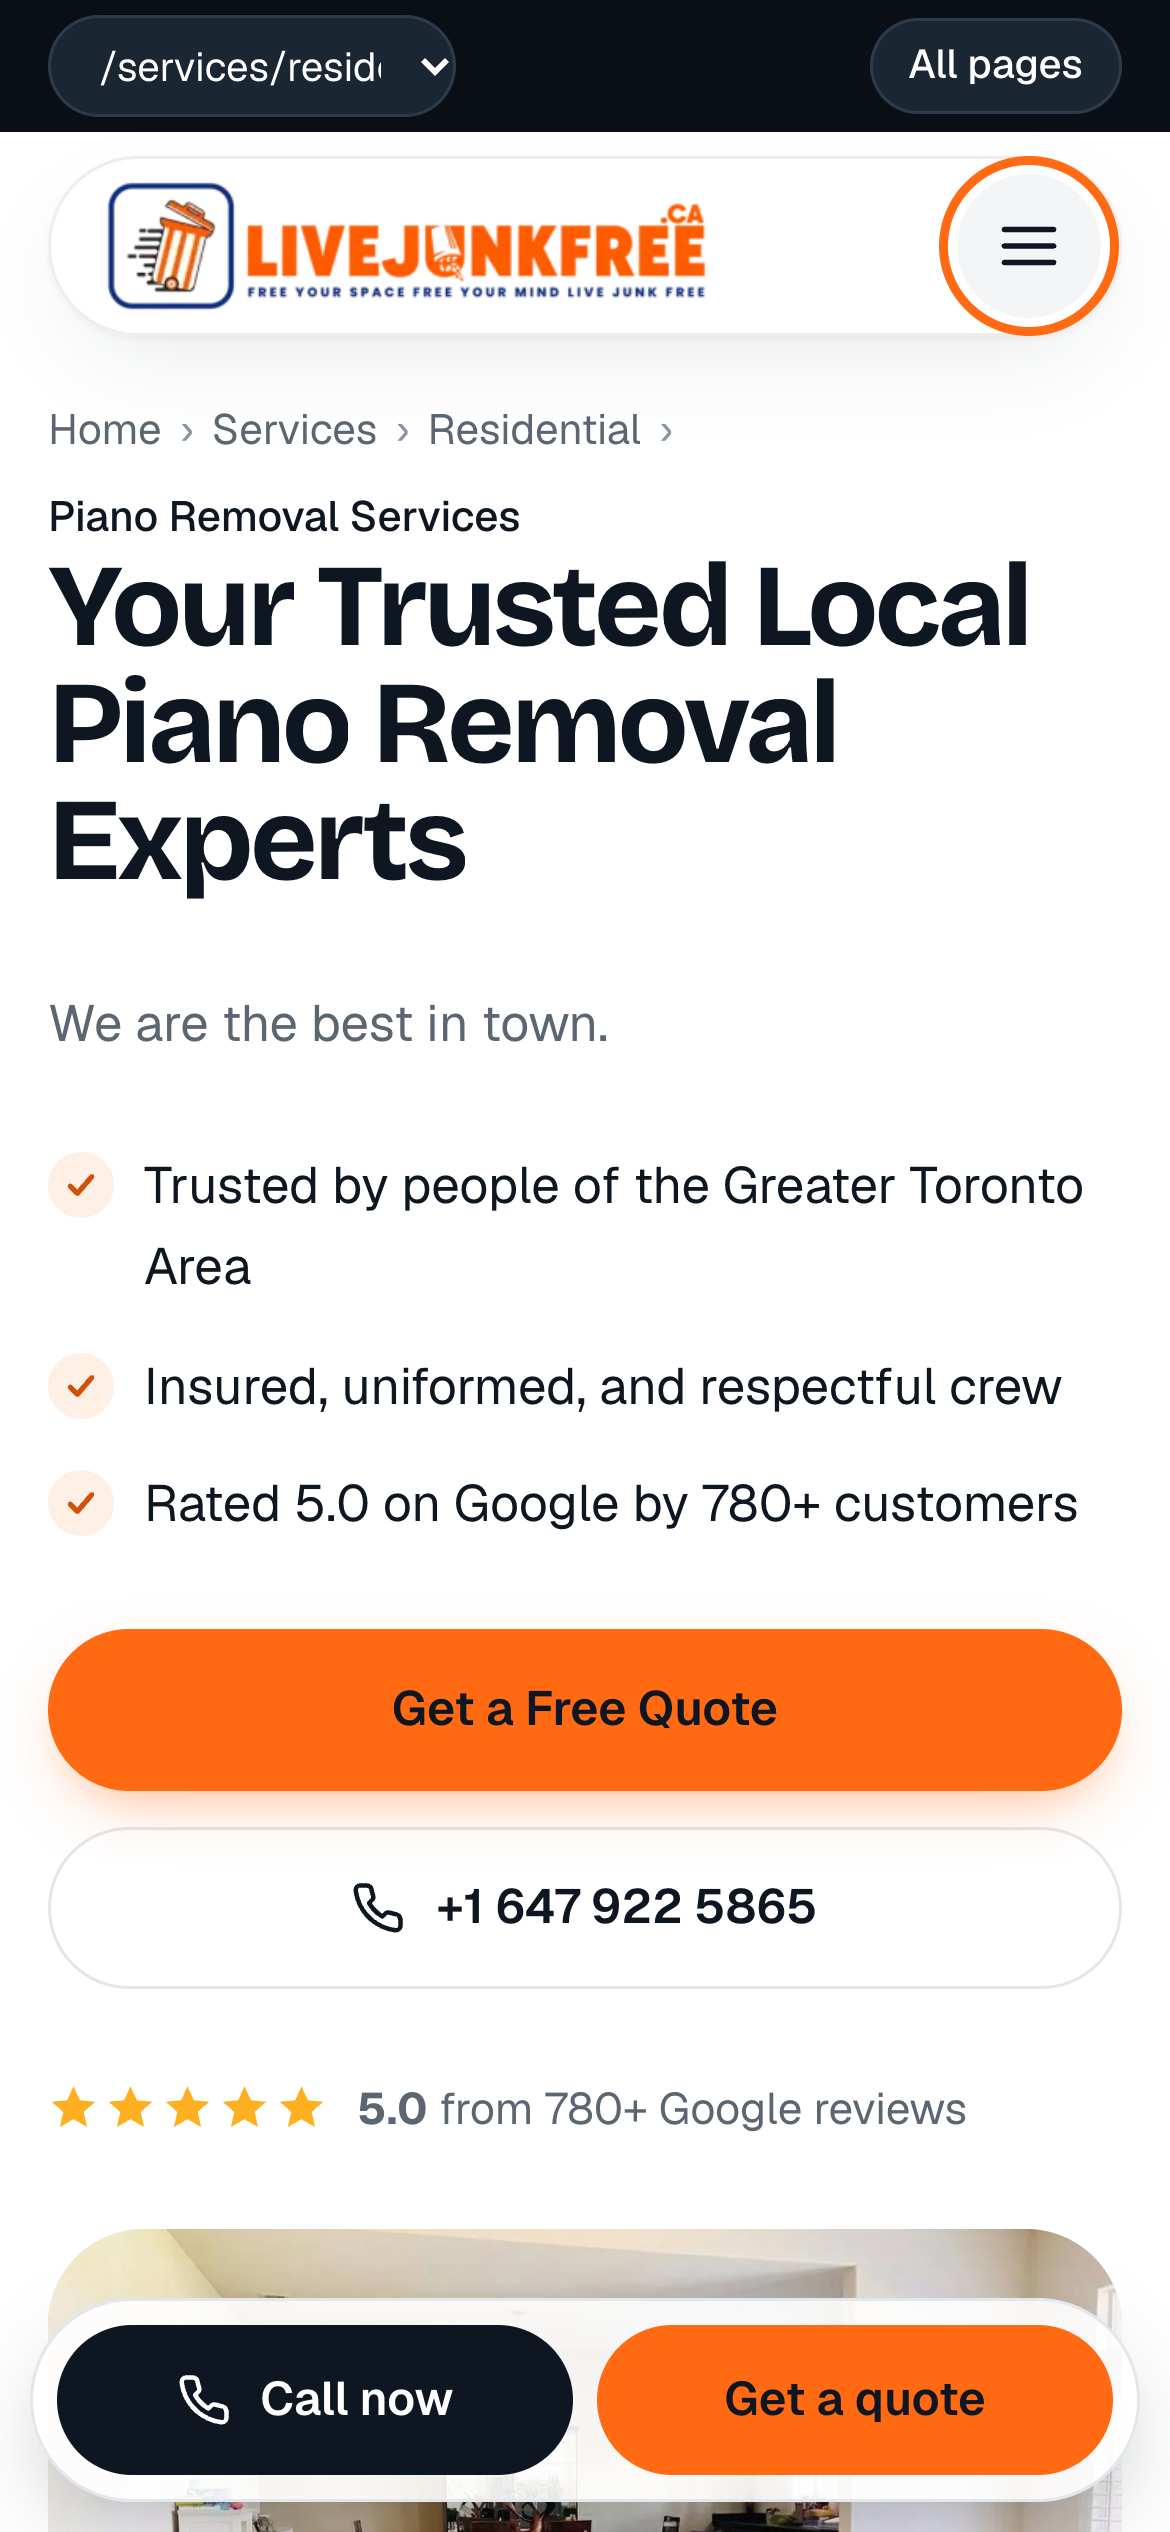 /services/resid
All pages
.CA
LIVEJUNKFREE
FREE YOUR SPACE FREE YOUR MIND LIVE JUNK FREE
Home › Services › Residential ›
Piano Removal Services
Your Trusted Local
Piano Removal
Experts
We are the best in town.
Trusted by people of the Greater Toronto
Area
Insured, uniformed, and respectful crew
Rated 5.0 on Google by 780+ customers
Get a Free Quote
+1 647 922 5865
5.0 from 780+ Google reviews
Call now
Get a quote